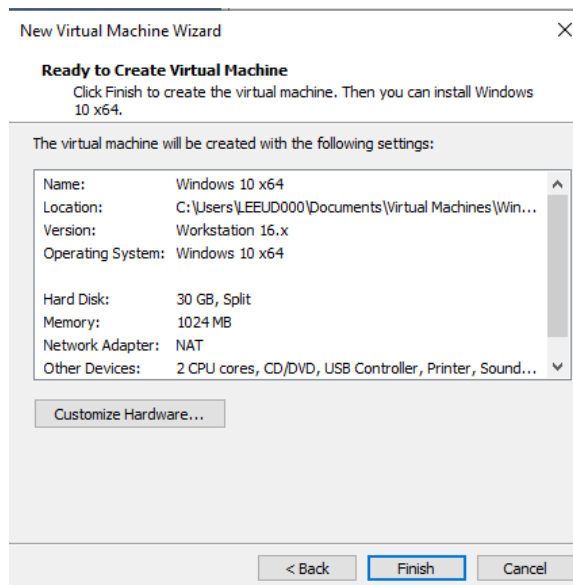 New Virtual Machine Wizard
Ready to Create Virtual Machine
Click Finish to create the virtual machine. Then you can install Windows
10 x64.
The virtual machine will be created with the following settings:
Name: Windows 10 x64
Location: C:\Users\LEEUD000\Documents\Virtual Machines\Win...
Version: Workstation 16.x
Operating System: Windows 10 x64
Hard Disk: 30 GB, Split
Memory: 1024 MB
Network Adapter: NAT
Other Devices: 2 CPU cores, CD/DVD, USB Controller, Printer, Sound...
Customize Hardware...
< Back Finish Cancel